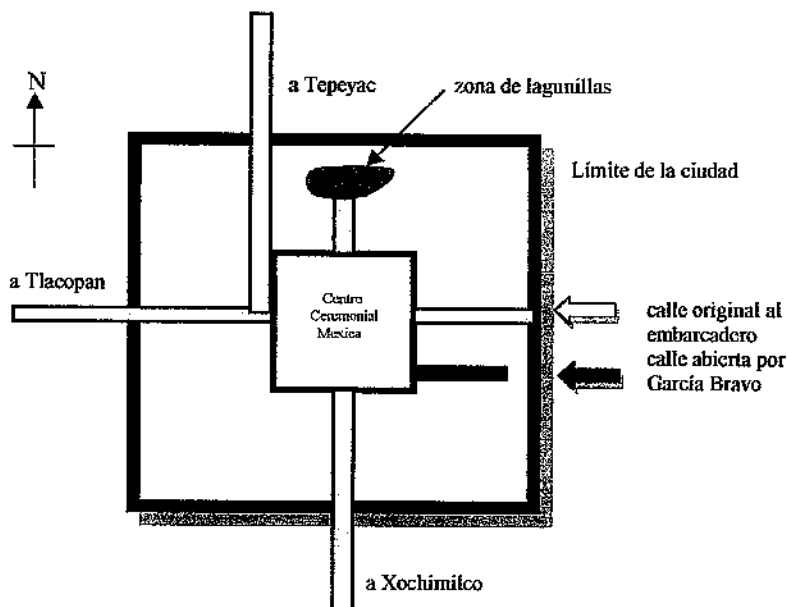 N
a Tepeyac
zona de lagunillas
Límite de la ciudad
a Tlacopan
Centro
Ceremonial
Mexica
calle original al
embarcadero
calle abierta por
García Bravo
a Xochimilco